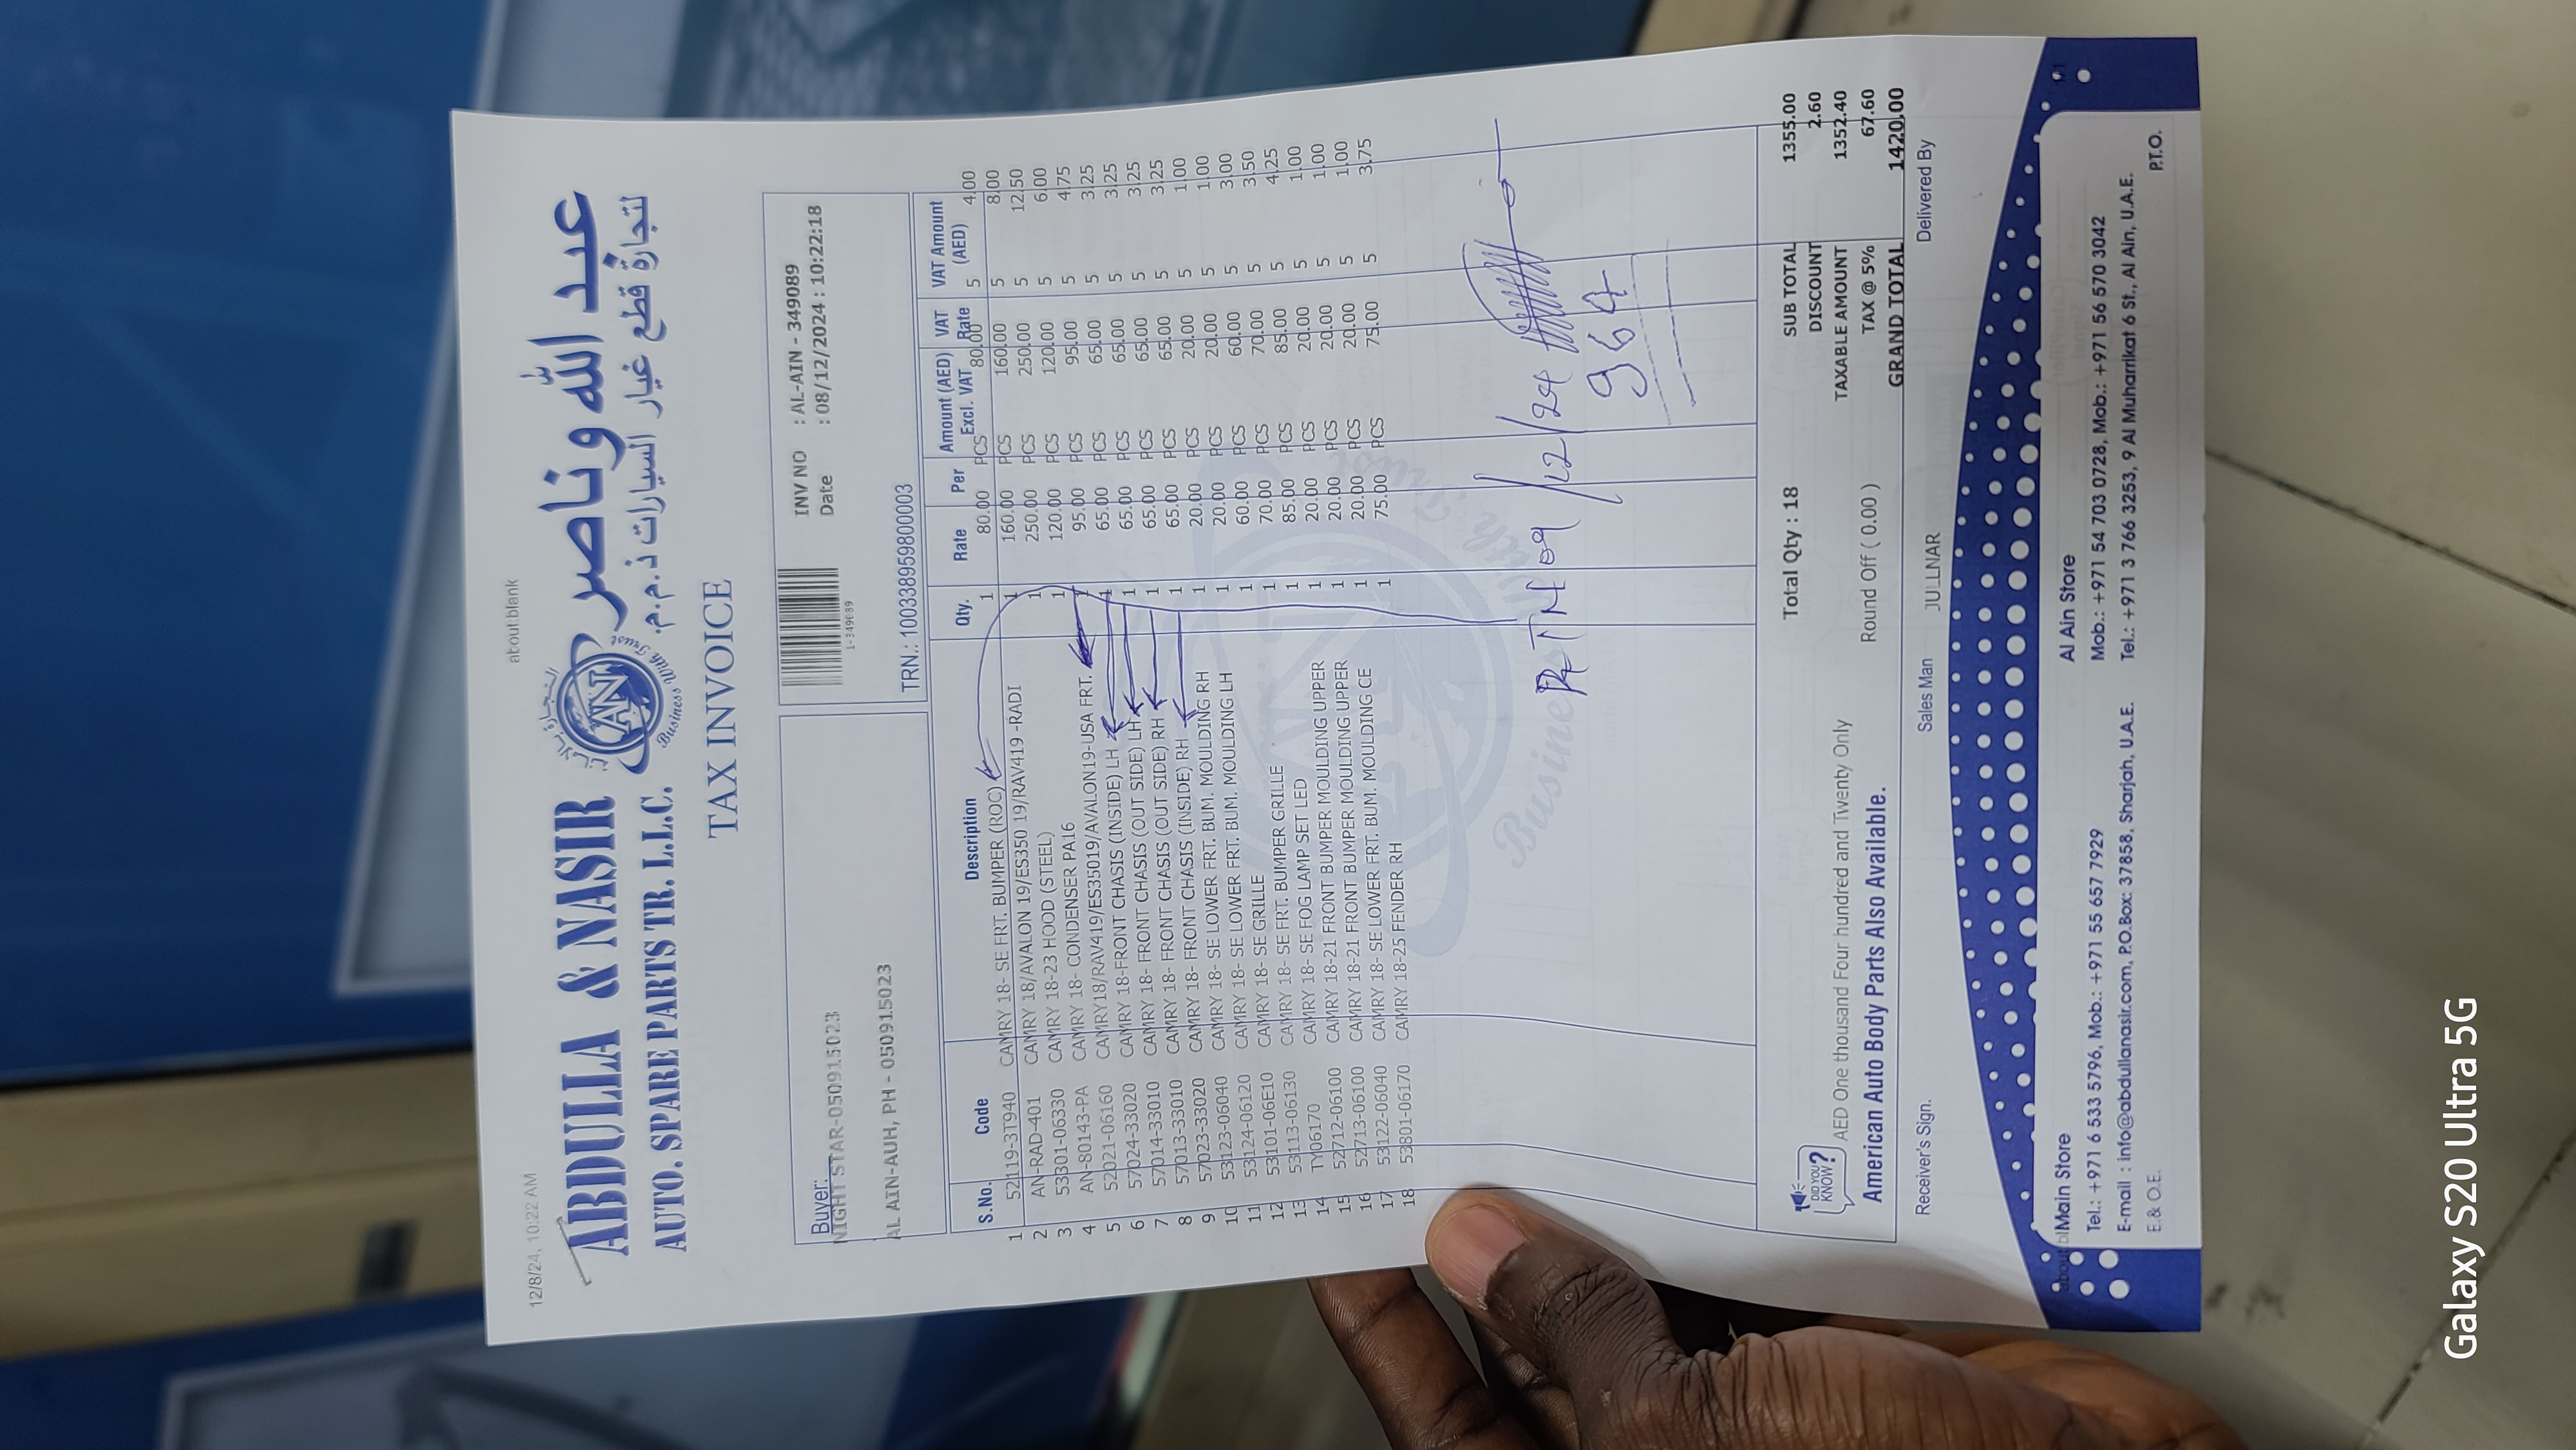 12/8/24, 10:22 AM about:blank
ABDULLA & NASIR عبد الله وناصر
AUTO. SPARE PARTS TR. L.L.C. لتجارة قطع غيار السيارات ذ.م.م.
AN
Business With Trust
TAX INVOICE
Buyer:
NIGHT STAR-050915023
AL AIN-AUH, PH - 0509150 23
1-349089
INV NO : AL-AIN - 349089
Date : 08/12/2024 : 10:22:18
TRN.: 100338959800003
S.No. Code Description Qty. Rate Per Amount (AED) Excl. VAT VAT Rate VAT Amount (AED)
1 52119-3T940 CAMRY 18- SE FRT. BUMPER (ROC) 1 80.00 PCS 80.00 5 4.00
2 AN-RAD-401 CAMRY 18/AVALON 19/ES350 19/RAV419 -RADI 1 160.00 PCS 160.00 5 8.00
3 53301-06330 CAMRY 18-23 HOOD (STEEL) 1 250.00 PCS 250.00 5 12.50
4 AN-80143-PA CAMRY 18- CONDENSER PA16 1 120.00 PCS 120.00 5 6.00
5 52021-06160 CAMRY18/RAV419/ES35019/AVALON19-USA FRT. 1 95.00 PCS 95.00 5 4.75
6 57024-33020 CAMRY 18-FRONT CHASIS (INSIDE) LH 1 65.00 PCS 65.00 5 3.25
7 57014-33010 CAMRY 18- FRONT CHASIS (OUT SIDE) LH 1 65.00 PCS 65.00 5 3.25
8 57013-33010 CAMRY 18- FRONT CHASIS (OUT SIDE) RH 1 65.00 PCS 65.00 5 3.25
9 57023-33020 CAMRY 18- FRONT CHASIS (INSIDE) RH 1 65.00 PCS 65.00 5 3.25
10 53123-06040 CAMRY 18- SE LOWER FRT. BUM. MOULDING RH 1 20.00 PCS 20.00 5 1.00
11 53124-06120 CAMRY 18- SE LOWER FRT. BUM. MOULDING LH 1 20.00 PCS 20.00 5 1.00
12 53101-06E10 CAMRY 18- SE GRILLE 1 60.00 PCS 60.00 5 3.00
13 53113-06130 CAMRY 18- SE FRT. BUMPER GRILLE 1 70.00 PCS 70.00 5 3.50
14 TY06170 CAMRY 18- SE FOG LAMP SET LED 1 85.00 PCS 85.00 5 4.25
15 52712-06100 CAMRY 18-21 FRONT BUMPER MOULDING UPPER 1 20.00 PCS 20.00 5 1.00
16 52713-06100 CAMRY 18-21 FRONT BUMPER MOULDING UPPER 1 20.00 PCS 20.00 5 1.00
17 53122-06040 CAMRY 18- SE LOWER FRT. BUM. MOULDING CE 1 20.00 PCS 20.00 5 1.00
18 53801-06170 CAMRY 18-25 FENDER RH 1 75.00 PCS 75.00 5 3.75
RTN 09/12/24
964
Total Qty : 18
SUB TOTAL 1355.00
DISCOUNT 2.60
TAXABLE AMOUNT 1352.40
TAX @ 5% 67.60
GRAND TOTAL 1420.00
DID YOU KNOW?
AED One thousand Four hundred and Twenty Only Round Off ( 0.00 )
American Auto Body Parts Also Available.
Receiver's Sign. Sales Man JULLNAR Delivered By
Main Store
Tel.: +971 6 533 5796, Mob.: +971 55 657 7929
E-mail : info@abdullanasir.com, P.O.Box: 37858, Sharjah, U.A.E.
E.& O.E.
Al Ain Store
Mob.: +971 54 703 0728, Mob.: +971 56 570 3042
Tel.: +971 3 766 3253, 9 Al Muharrikat 6 St., Al Ain, U.A.E.
P.T.O.
Galaxy S20 Ultra 5G